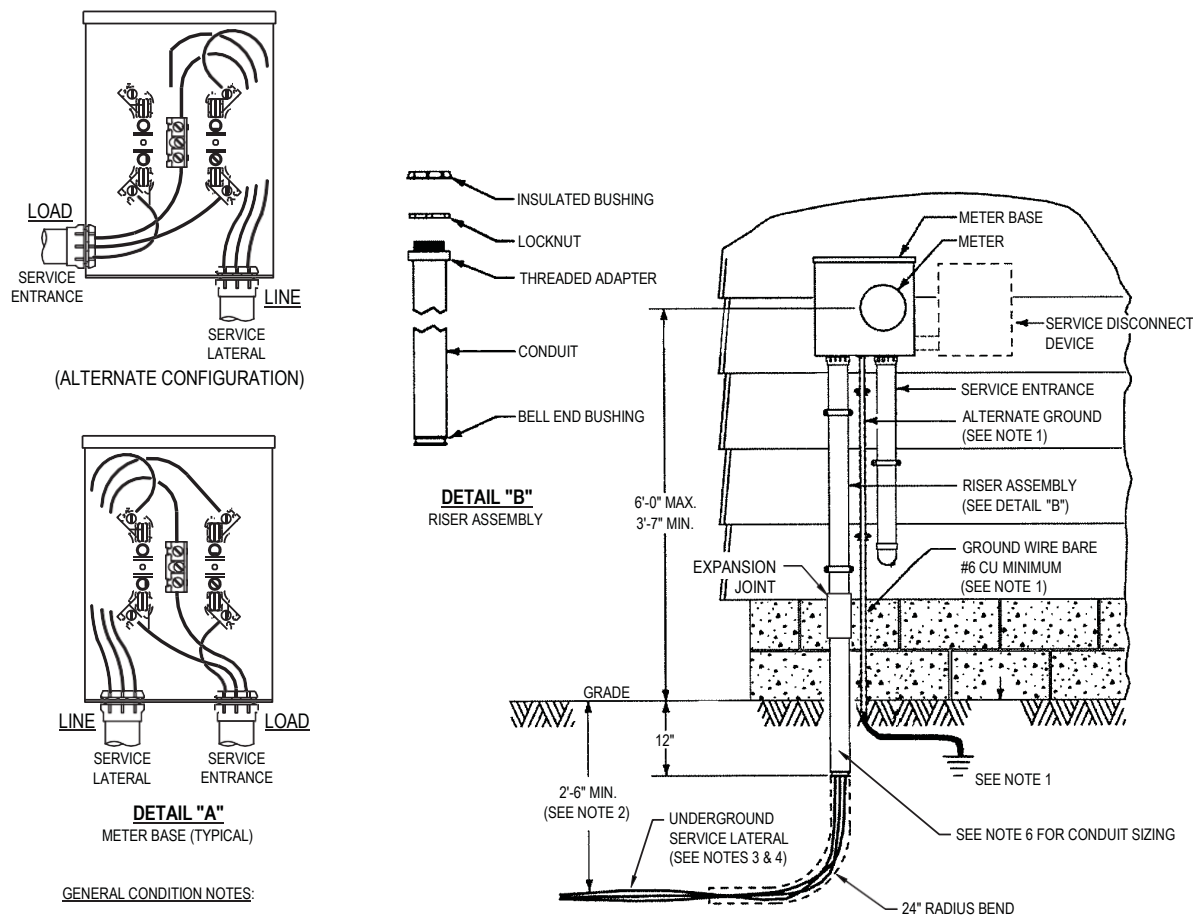 LOAD
SERVICE
ENTRANCE
LINE
SERVICE
LATERAL
(ALTERNATE CONFIGURATION)
LINE
LOAD
SERVICE
LATERAL
SERVICE
ENTRANCE
DETAIL "A"
METER BASE (TYPICAL)
GENERAL CONDITION NOTES:
INSULATED BUSHING
LOCKNUT
THREADED ADAPTER
CONDUIT
BELL END BUSHING
DETAIL "B"
RISER ASSEMBLY
METER BASE
METER
SERVICE DISCONNECT
DEVICE
SERVICE ENTRANCE
ALTERNATE GROUND
(SEE NOTE 1)
RISER ASSEMBLY
(SEE DETAIL "B")
6'-0" MAX.
3'-7" MIN.
EXPANSION
JOINT
GROUND WIRE BARE
#6 CU MINIMUM
(SEE NOTE 1)
GRADE
12"
2'-6" MIN.
(SEE NOTE 2)
SEE NOTE 1
UNDERGROUND
SERVICE LATERAL
(SEE NOTES 3 & 4)
SEE NOTE 6 FOR CONDUIT SIZING
24" RADIUS BEND